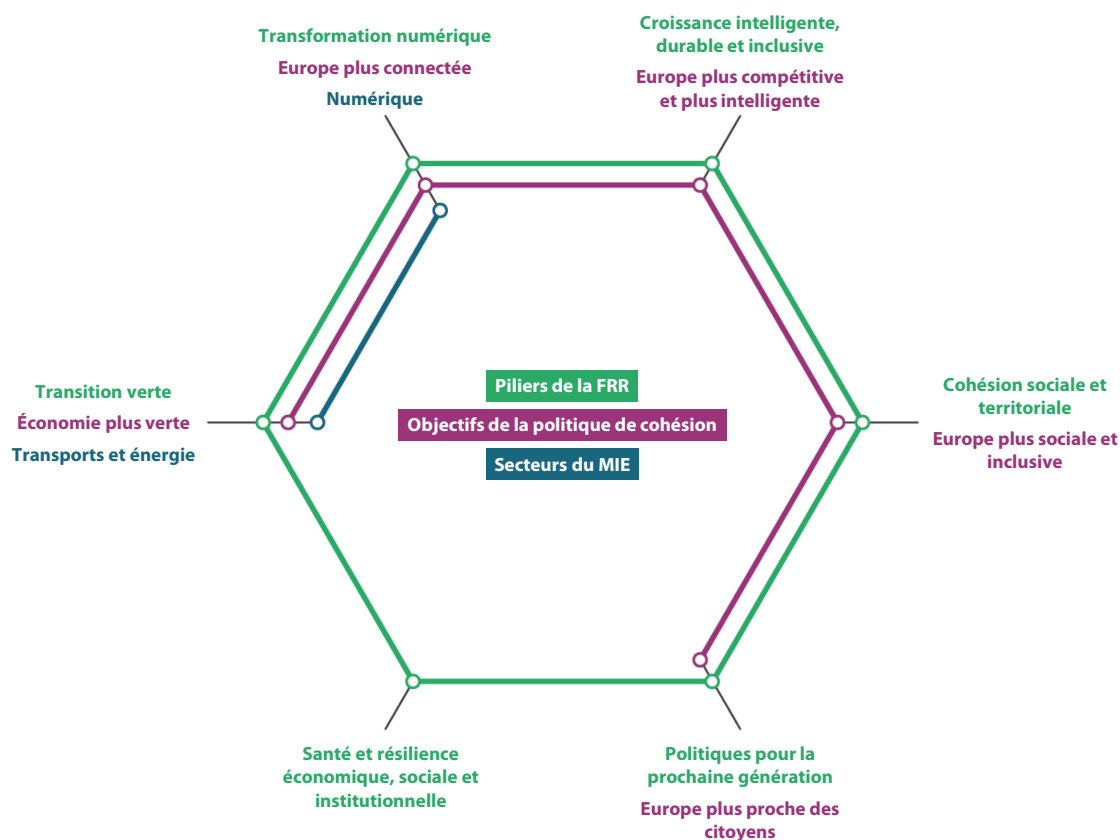 Transformation numérique
Europe plus connectée
Numérique
Croissance intelligente,
durable et inclusive
Europe plus compétitive
et plus intelligente
Transition verte
Économie plus verte
Transports et énergie
Piliers de la FRR
Objectifs de la politique de cohésion
Secteurs du MIE
Cohésion sociale et
territoriale
Europe plus sociale et
inclusive
Santé et résilience
économique, sociale et
institutionnelle
Politiques pour la
prochaine génération
Europe plus proche des
citoyens